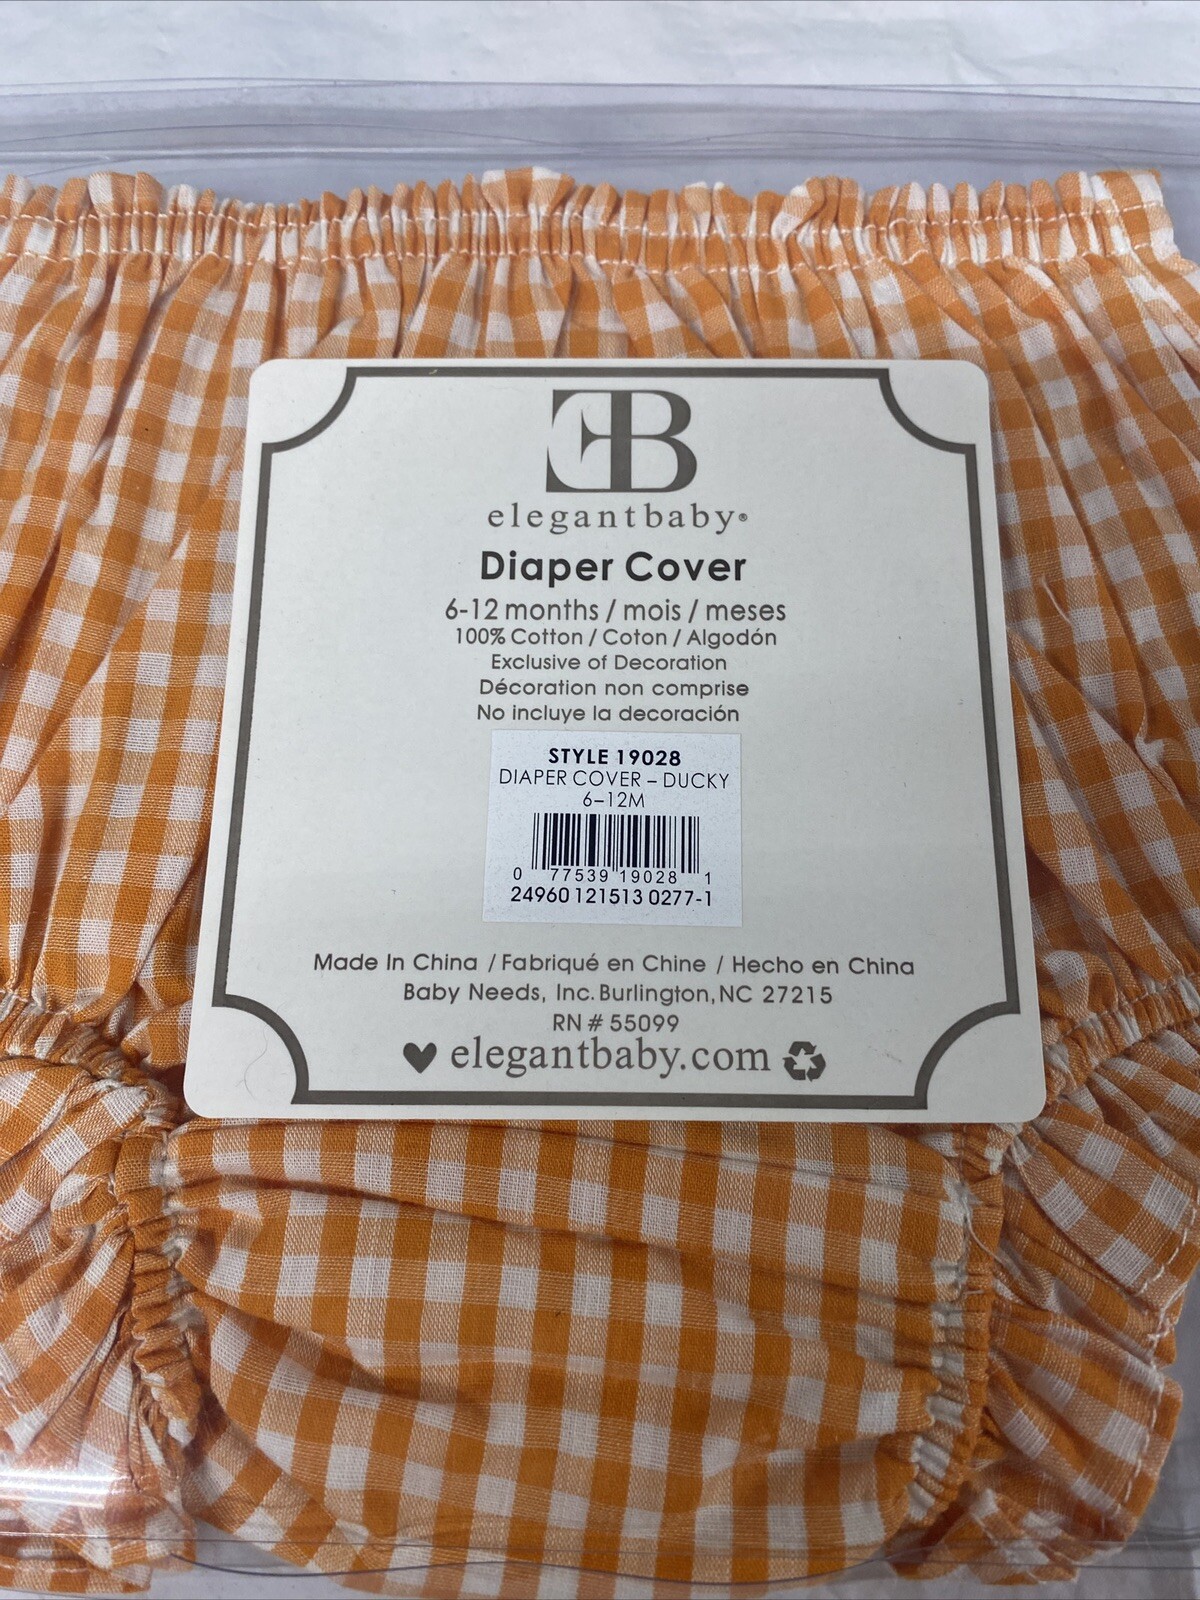 EB
elegantbaby®
Diaper Cover
6-12 months / mois / meses
100% Cotton / Coton / Algodón
Exclusive of Decoration
Décoration non comprise
No incluye la decoración
STYLE 19028
DIAPER COVER – DUCKY
6–12M
0 77539 19028 1
24960 121513 0277-1
Made In China / Fabriqué en Chine / Hecho en China
Baby Needs, Inc. Burlington, NC 27215
RN # 55099
♥ elegantbaby.com